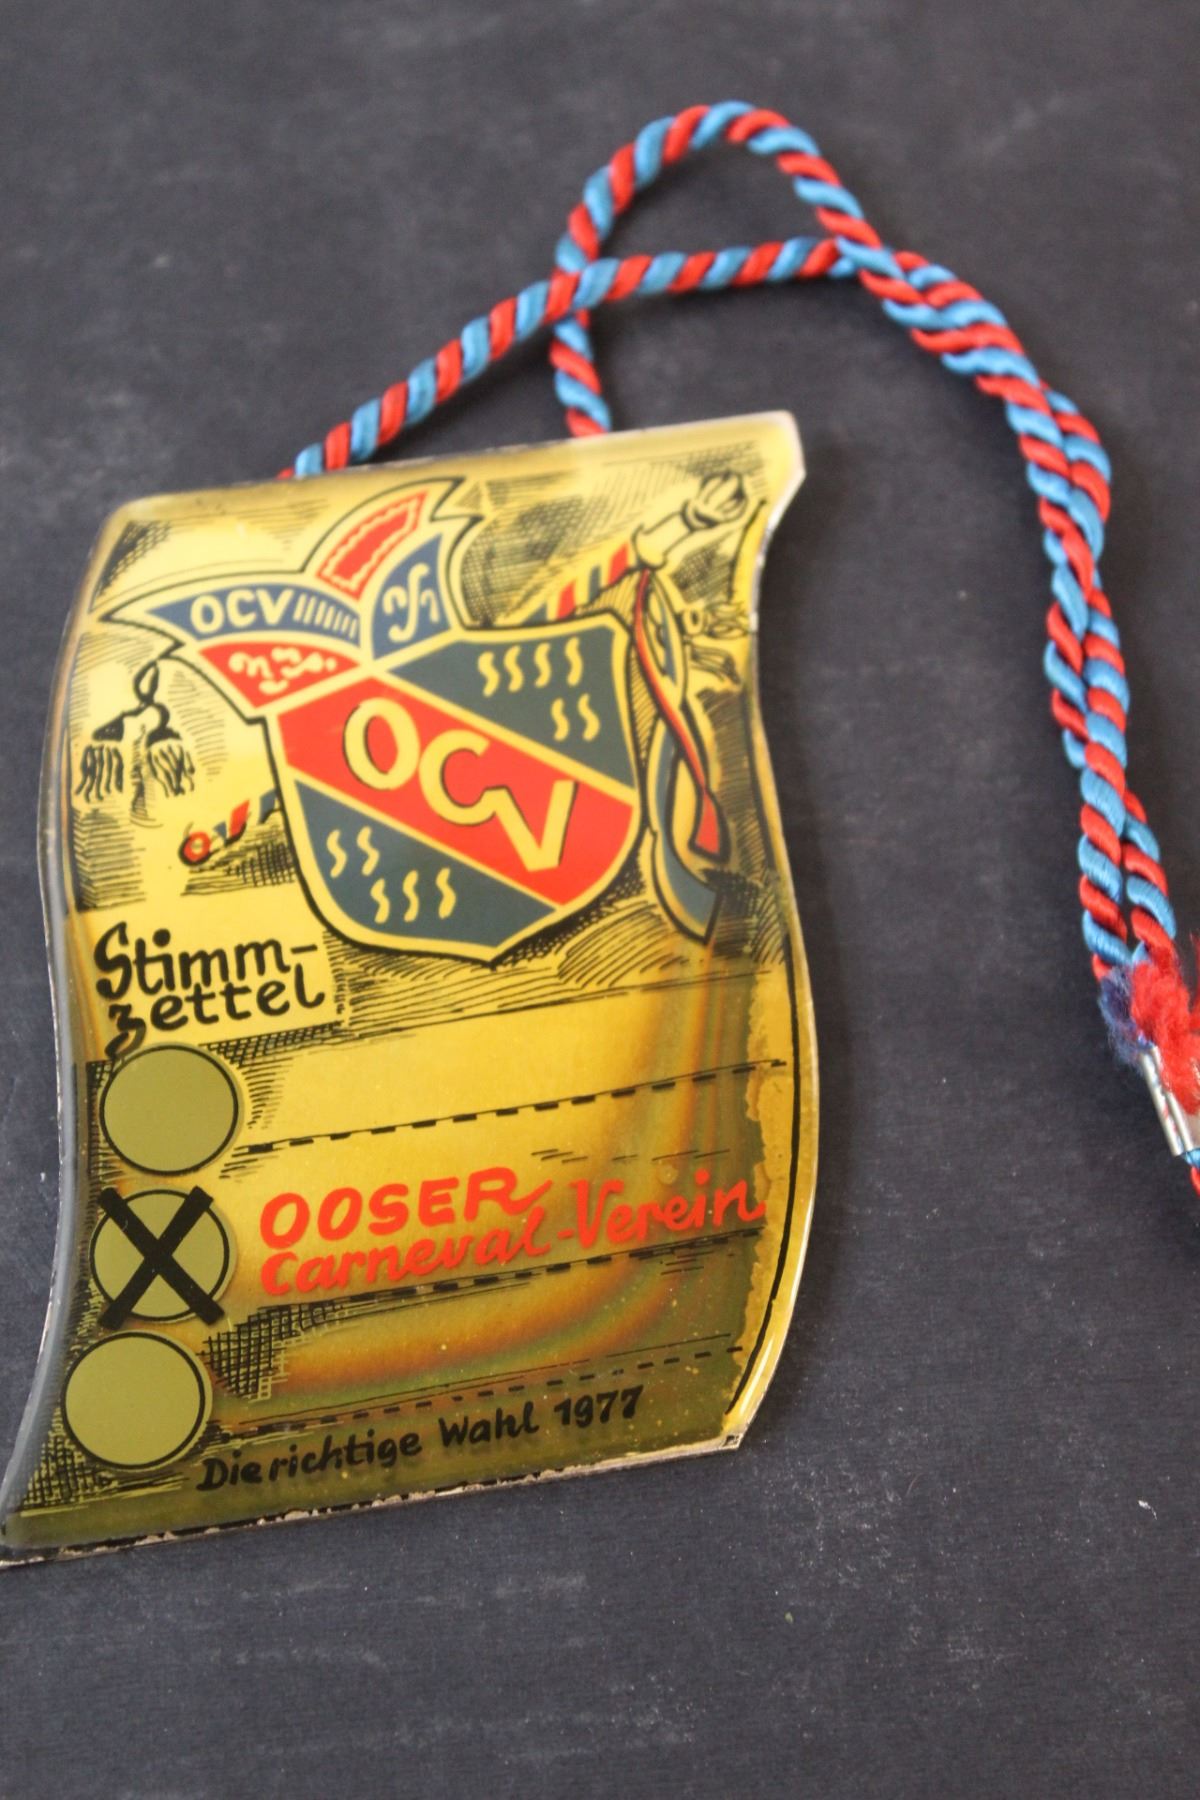 OCV
OCV
Stimm-
zettel
OOSER
Carneval-Verein
Die richtige Wahl 1977